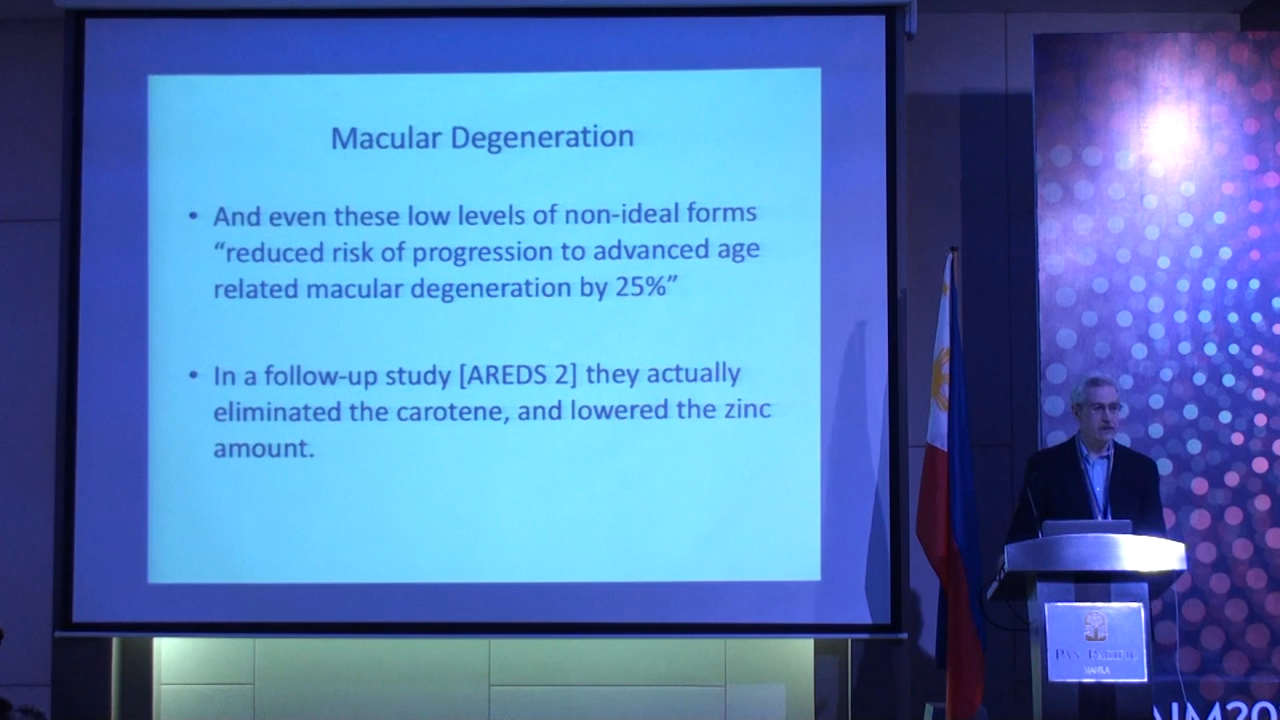 Macular Degeneration
• And even these low levels of non-ideal forms
“reduced risk of progression to advanced age
related macular degeneration by 25%”
• In a follow-up study [AREDS 2] they actually
eliminated the carotene, and lowered the zinc
amount.
PAN PACIFIC
MANILA